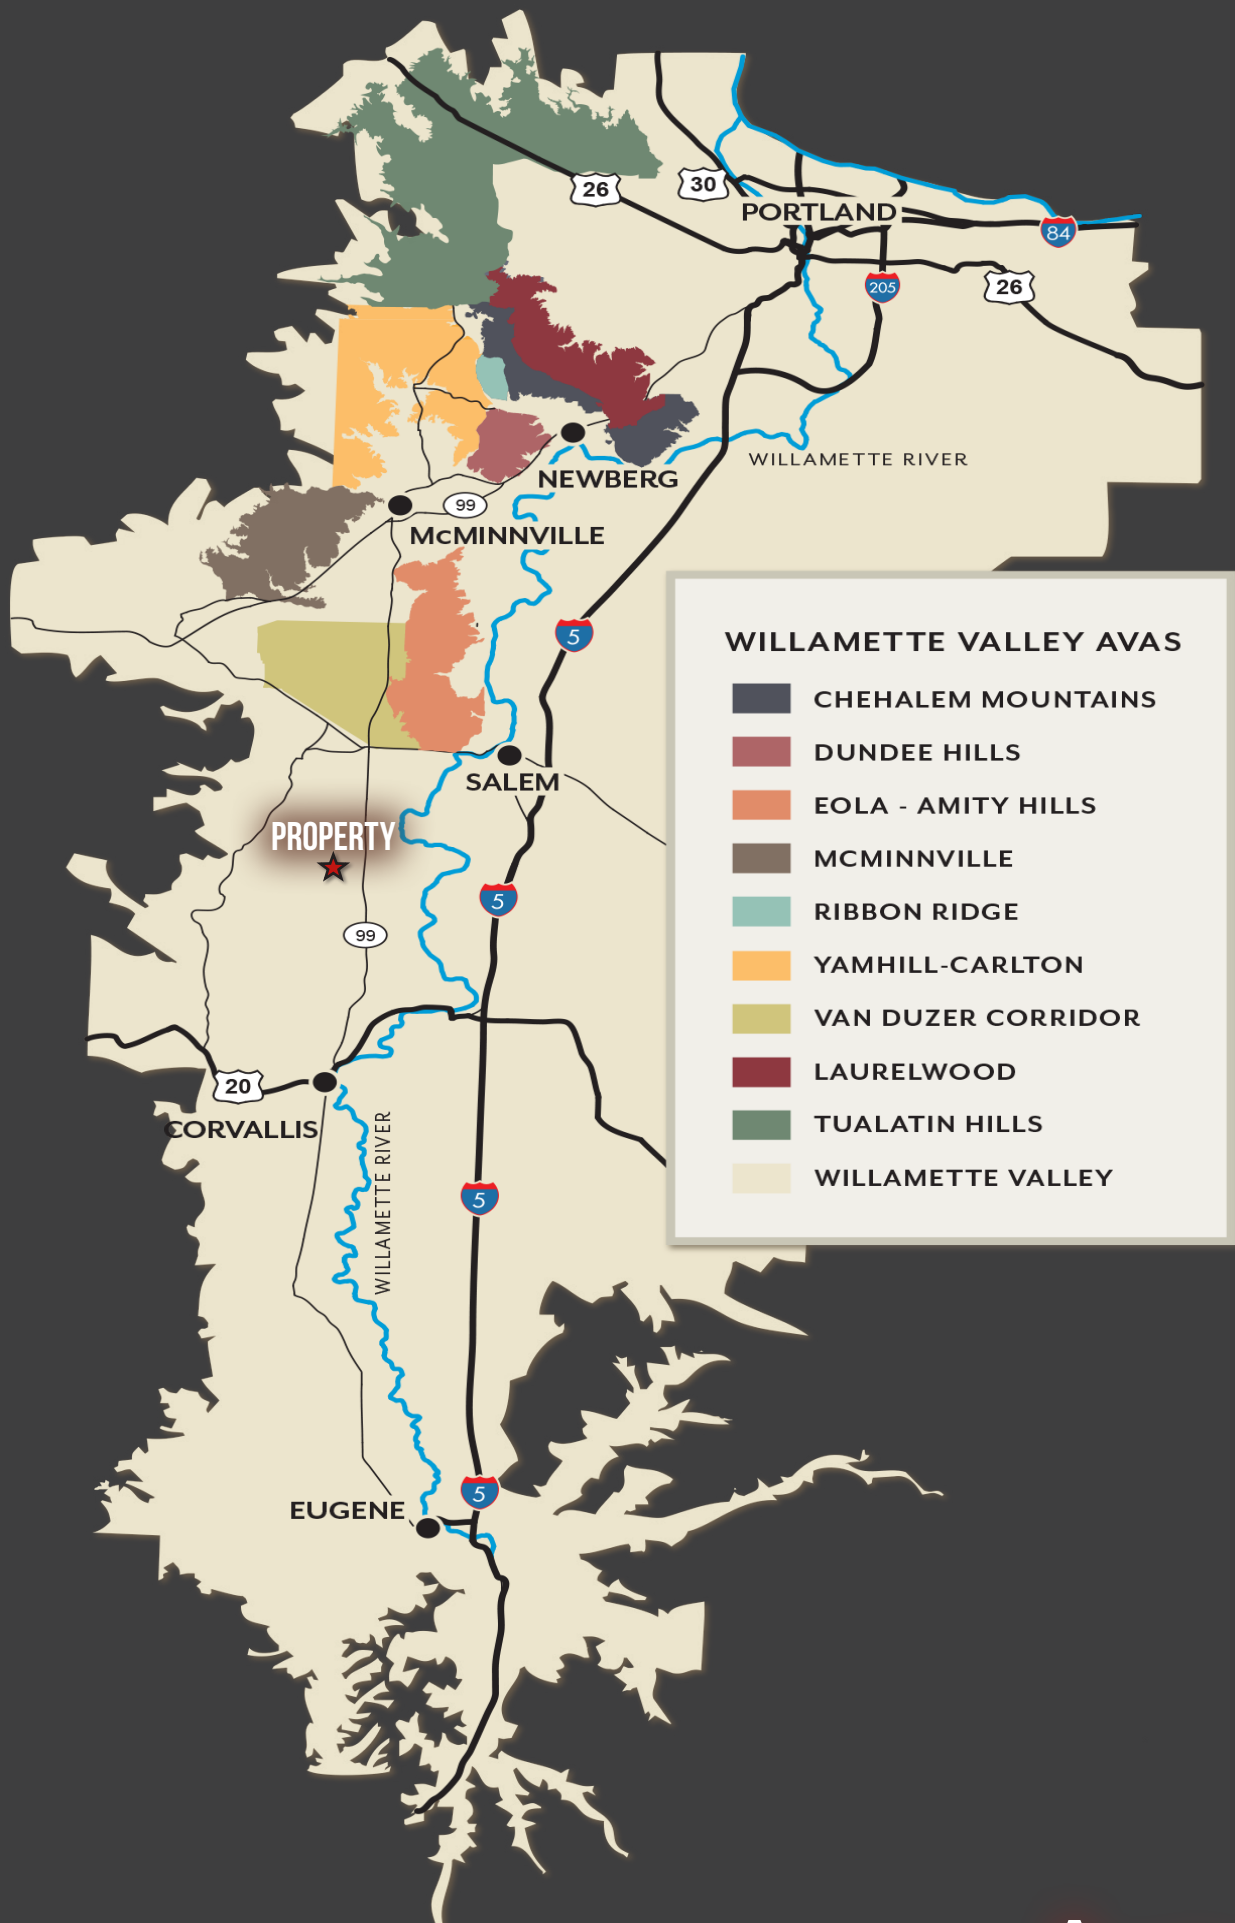 26
30
PORTLAND
84
205
26
WILLAMETTE RIVER
NEWBERG
99
McMINNVILLE
5
WILLAMETTE VALLEY AVAS
CHEHALEM MOUNTAINS
DUNDEE HILLS
EOLA - AMITY HILLS
MCMINNVILLE
RIBBON RIDGE
YAMHILL-CARLTON
VAN DUZER CORRIDOR
LAURELWOOD
TUALATIN HILLS
WILLAMETTE VALLEY
SALEM
PROPERTY
5
99
20
CORVALLIS
WILLAMETTE RIVER
5
5
EUGENE